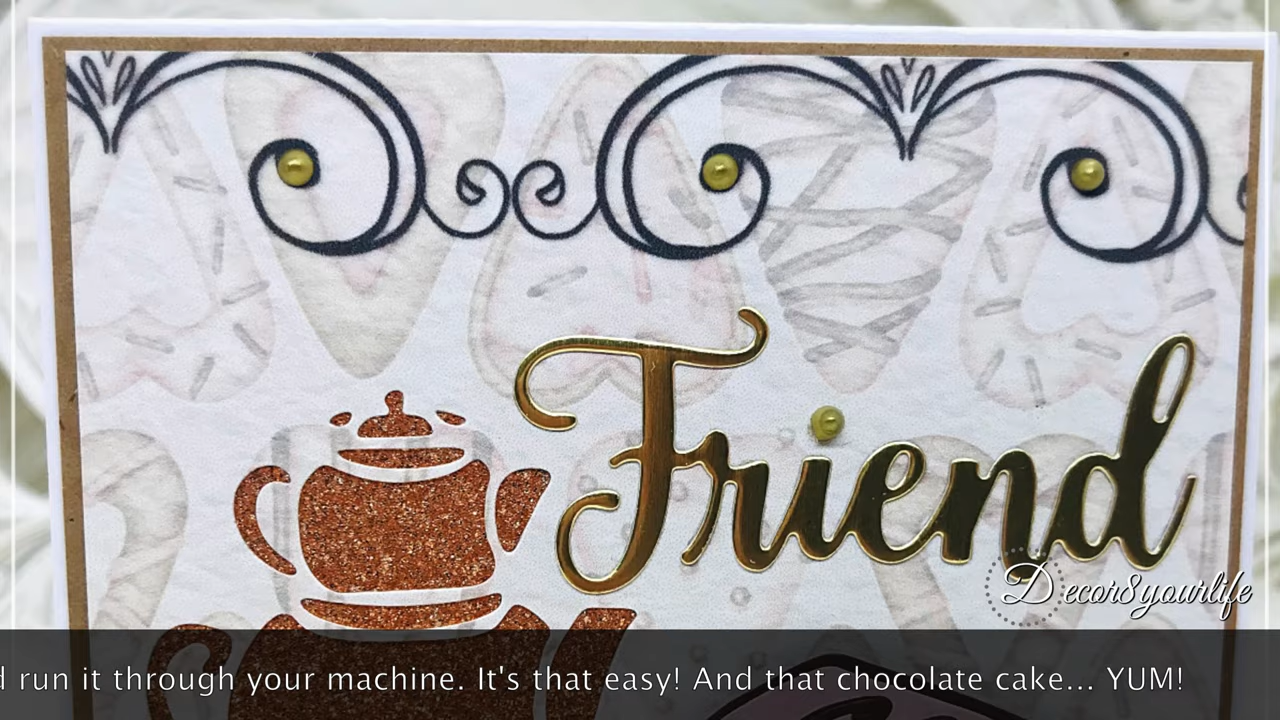 Friend
Decor8yourlife
run it through your machine. It's that easy! And that chocolate cake... YUM!